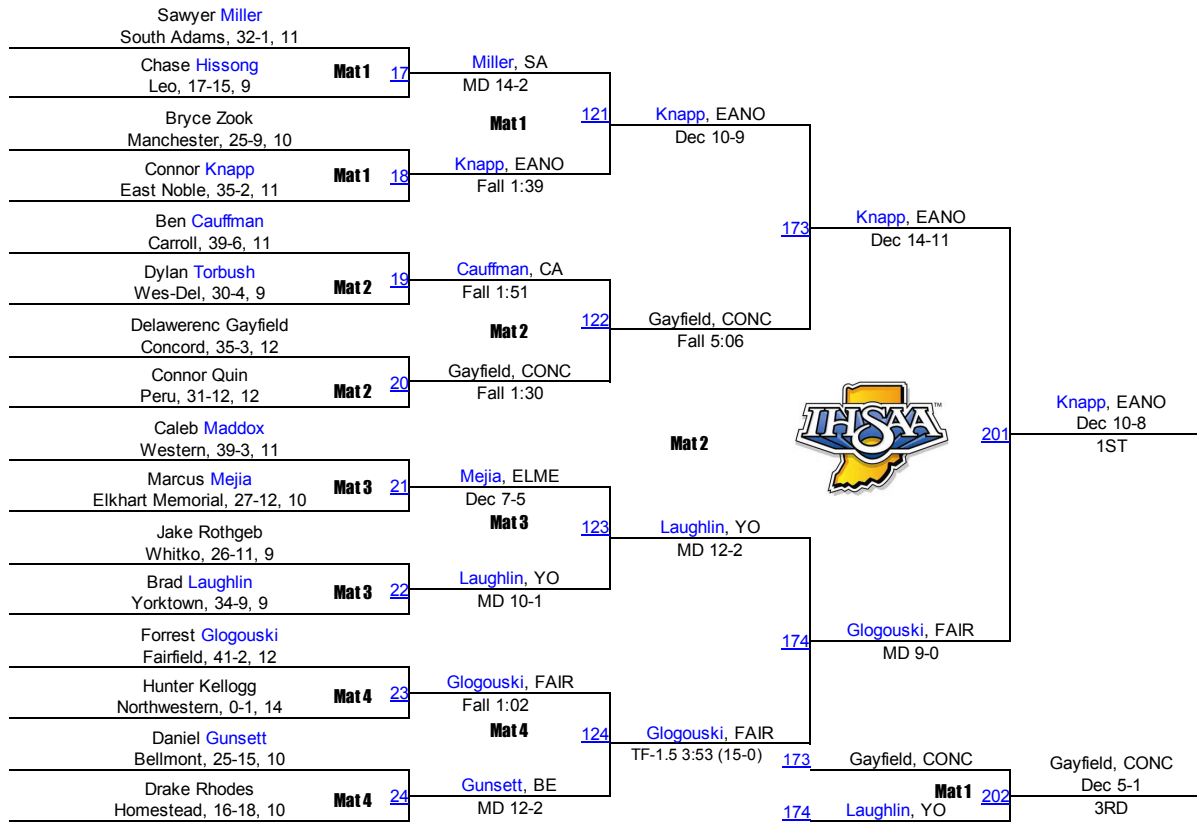 Sawyer Miller
South Adams, 32-1, 11
Chase Hissong
Leo, 17-15, 9
Mat 1
17
Bryce Zook
Manchester, 25-9, 10
Connor Knapp
East Noble, 35-2, 11
Mat 1
18
Ben Cauffman
Carroll, 39-6, 11
Dylan Torbush
Wes-Del, 30-4, 9
Mat 2
19
Delawerenc Gayfield
Concord, 35-3, 12
Connor Quin
Peru, 31-12, 12
Mat 2
20
Caleb Maddox
Western, 39-3, 11
Marcus Mejia
Elkhart Memorial, 27-12, 10
Mat 3
21
Jake Rothgeb
Whitko, 26-11, 9
Brad Laughlin
Yorktown, 34-9, 9
Mat 3
22
Forrest Glogouski
Fairfield, 41-2, 12
Hunter Kellogg
Northwestern, 0-1, 14
Mat 4
23
Daniel Gunsett
Bellmont, 25-15, 10
Drake Rhodes
Homestead, 16-18, 10
Mat 4
24
Miller, SA
MD 14-2
Mat 1
121
Knapp, EANO
Fall 1:39
Cauffman, CA
Fall 1:51
Mat 2
122
Gayfield, CONC
Fall 1:30
Mejia, ELME
Dec 7-5
Mat 3
123
Laughlin, YO
MD 10-1
Glogouski, FAIR
Fall 1:02
Mat 4
124
Gunsett, BE
MD 12-2
Knapp, EANO
Dec 10-9
173
Gayfield, CONC
Fall 5:06
Mat 2
Laughlin, YO
MD 12-2
174
Glogouski, FAIR
TF-1.5 3:53 (15-0)
Knapp, EANO
Dec 14-11
IHSAA™
201
Glogouski, FAIR
MD 9-0
Knapp, EANO
Dec 10-8
1ST
173
Gayfield, CONC
Mat 1
202
174
Laughlin, YO
Gayfield, CONC
Dec 5-1
3RD